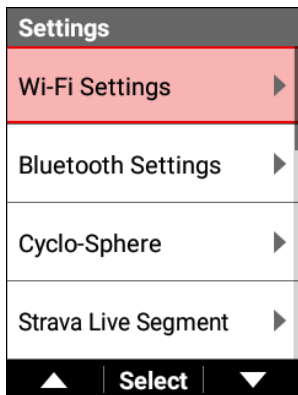 Settings
Wi-Fi Settings
Bluetooth Settings
Cyclo-Sphere
Strava Live Segment
Select